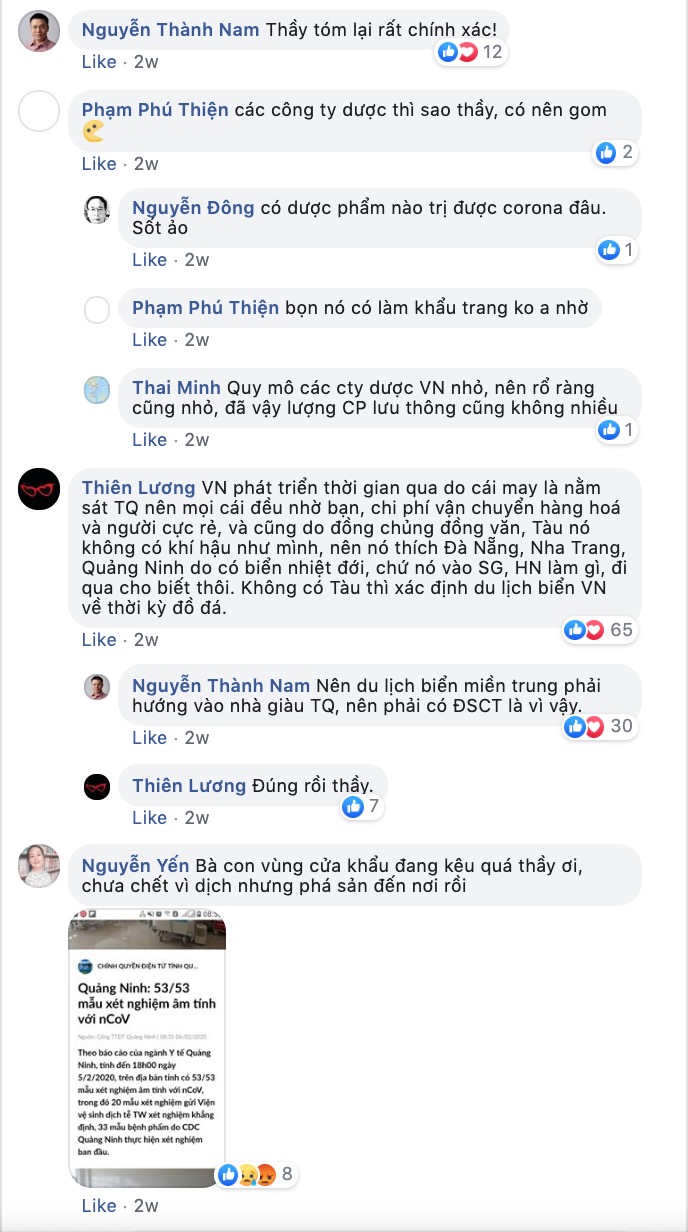 Nguyễn Thành Nam Thầy tóm lại rất chính xác!
12
Like · 2w
Phạm Phú Thiện các công ty dược thì sao thầy, có nên gom
2
Like · 2w
Nguyễn Đông có dược phẩm nào trị được corona đâu.
Sốt ảo
1
Like · 2w
Phạm Phú Thiện bọn nó có làm khẩu trang ko a nhờ
Like · 2w
Thai Minh Quy mô các cty dược VN nhỏ, nên rổ ràng
cũng nhỏ, đã vậy lượng CP lưu thông cũng không nhiều
1
Like · 2w
Thiên Lương VN phát triển thời gian qua do cái may là nằm
sát TQ nên mọi cái đều nhờ bạn, chi phí vận chuyển hàng hoá
và người cực rẻ, và cũng do đồng chủng đồng văn, Tàu nó
không có khí hậu như mình, nên nó thích Đà Nẵng, Nha Trang,
Quảng Ninh do có biển nhiệt đới, chứ nó vào SG, HN làm gì, đi
qua cho biết thôi. Không có Tàu thì xác định du lịch biển VN
về thời kỳ đồ đá.
65
Like · 2w
Nguyễn Thành Nam Nên du lịch biển miền trung phải
hướng vào nhà giàu TQ, nên phải có ĐSCT là vì vậy.
30
Like · 2w
Thiên Lương Đúng rồi thầy.
7
Like · 2w
Nguyễn Yến Bà con vùng cửa khẩu đang kêu quá thầy ơi,
chưa chết vì dịch nhưng phá sản đến nơi rồi
CHÍNH QUYỀN ĐIỆN TỬ TỈNH QU...
Quảng Ninh: 53/53
mẫu xét nghiệm âm tính
với nCoV
Nguồn: Cổng TTĐT Quảng Ninh | 08:31 06/02/2020
Theo báo cáo của ngành Y tế Quảng
Ninh, tính đến 18h00 ngày
5/2/2020, trên địa bàn tỉnh có 53/53
mẫu xét nghiệm âm tính với nCoV,
trong đó 20 mẫu xét nghiệm gửi Viện
vệ sinh dịch tễ TW xét nghiệm khẳng
định, 33 mẫu bệnh phẩm do CDC
Quảng Ninh thực hiện xét nghiệm
ban đầu.
8
Like · 2w